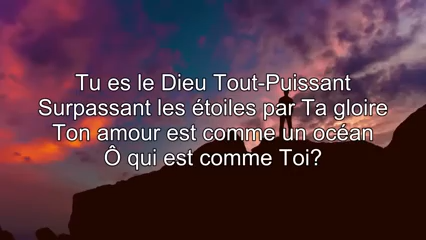 Tu es le Dieu Tout-Puissant
Surpassant les étoiles par Ta gloire
Ton amour est comme un océan
Ô qui est comme Toi?